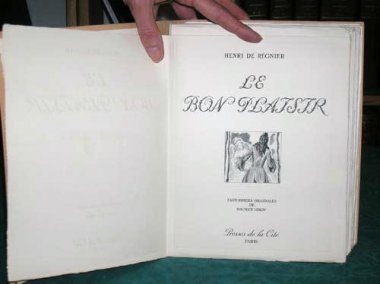 HENRI DE RÉGNIER
LE
BON PLAISIR
EAUX-FORTES ORIGINALES
DE
Presses de la Cité
PARIS